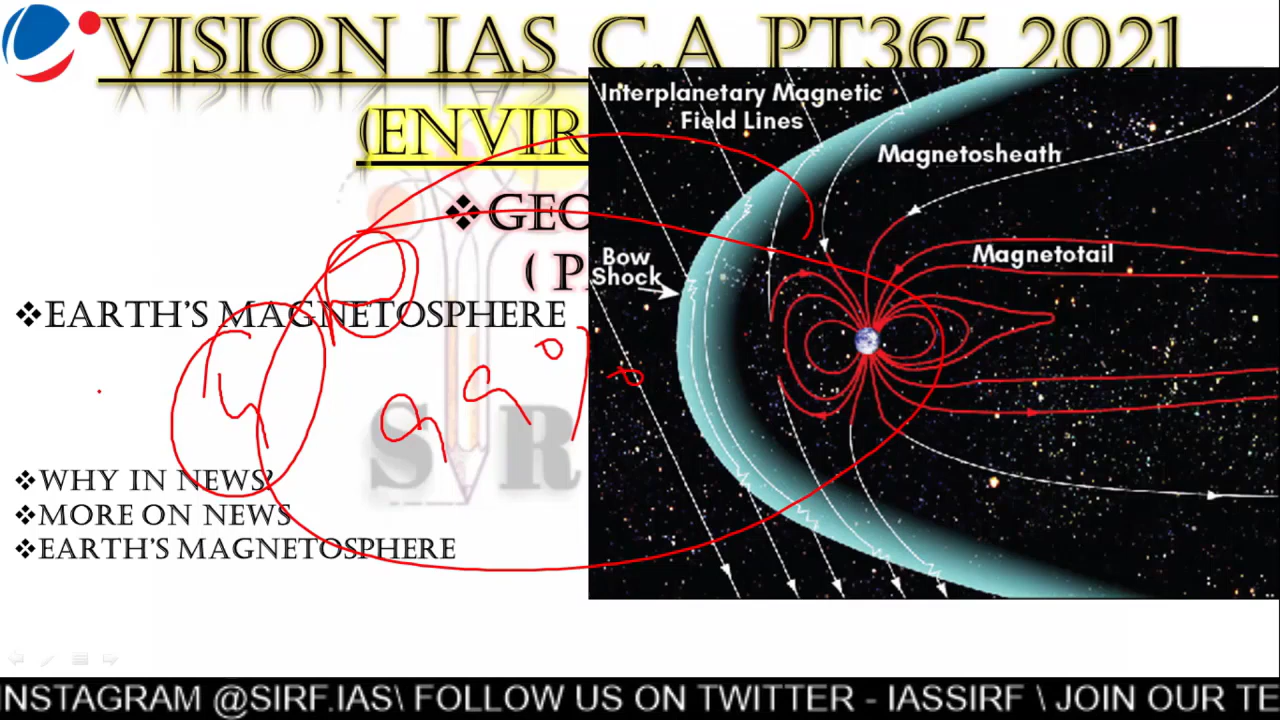 VISION IAS C.A PT365 2021
(ENVIR
❖GEO
( P
❖EARTH'S MAGNETOSPHERE
❖WHY IN NEWS'
❖MORE ON NEWS
❖EARTH'S MAGNETOSPHERE
S R
Interplanetary Magnetic
Field Lines
Magnetosheath
Bow
Shock
Magnetotail
INSTAGRAM @SIRF.IAS\ FOLLOW US ON TWITTER - IASSIRF \ JOIN OUR TE